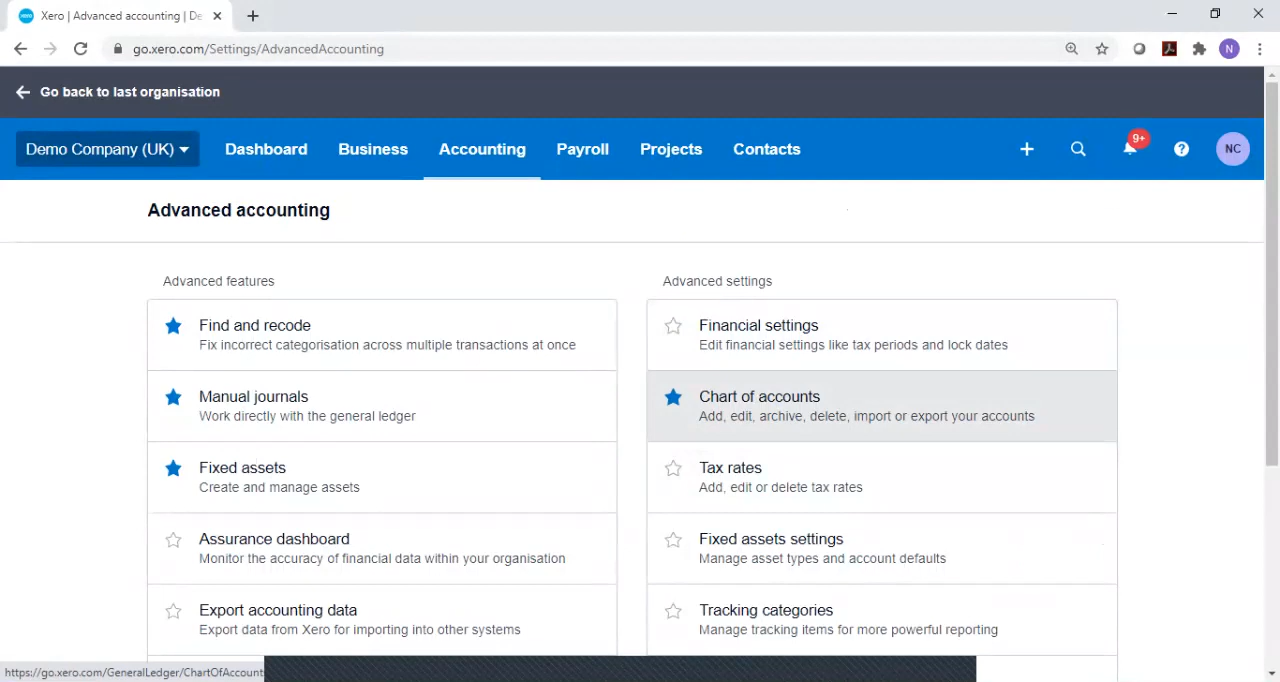 Xero | Advanced accounting | De
go.xero.com/Settings/AdvancedAccounting
N
Go back to last organisation
Demo Company (UK)
Dashboard
Business
Accounting
Payroll
Projects
Contacts
9+
?
NC
Advanced accounting
Advanced features
Find and recode
Fix incorrect categorisation across multiple transactions at once
Manual journals
Work directly with the general ledger
Fixed assets
Create and manage assets
Assurance dashboard
Monitor the accuracy of financial data within your organisation
Export accounting data
Export data from Xero for importing into other systems
Advanced settings
Financial settings
Edit financial settings like tax periods and lock dates
Chart of accounts
Add, edit, archive, delete, import or export your accounts
Tax rates
Add, edit or delete tax rates
Fixed assets settings
Manage asset types and account defaults
Tracking categories
Manage tracking items for more powerful reporting
https://go.xero.com/GeneralLedger/ChartOfAccount